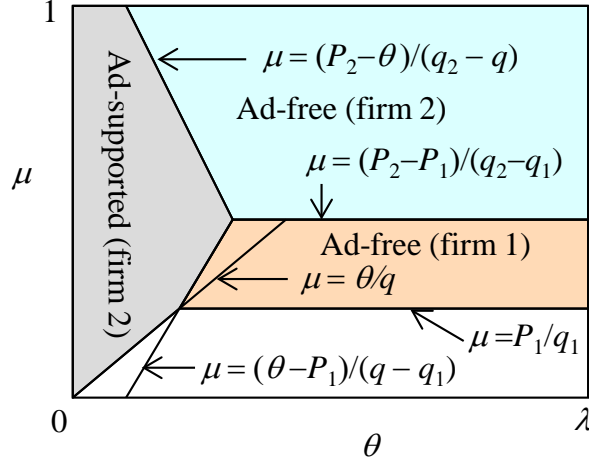 1
μ = (P₂−θ)/(q₂ − q)
Ad-free (firm 2)
Ad-supported (firm 2)
μ
μ = (P₂−P₁)/(q₂−q₁)
Ad-free (firm 1)
μ = θ/q
μ =P₁/q₁
μ = (θ −P₁)/(q − q₁)
0
θ
λ